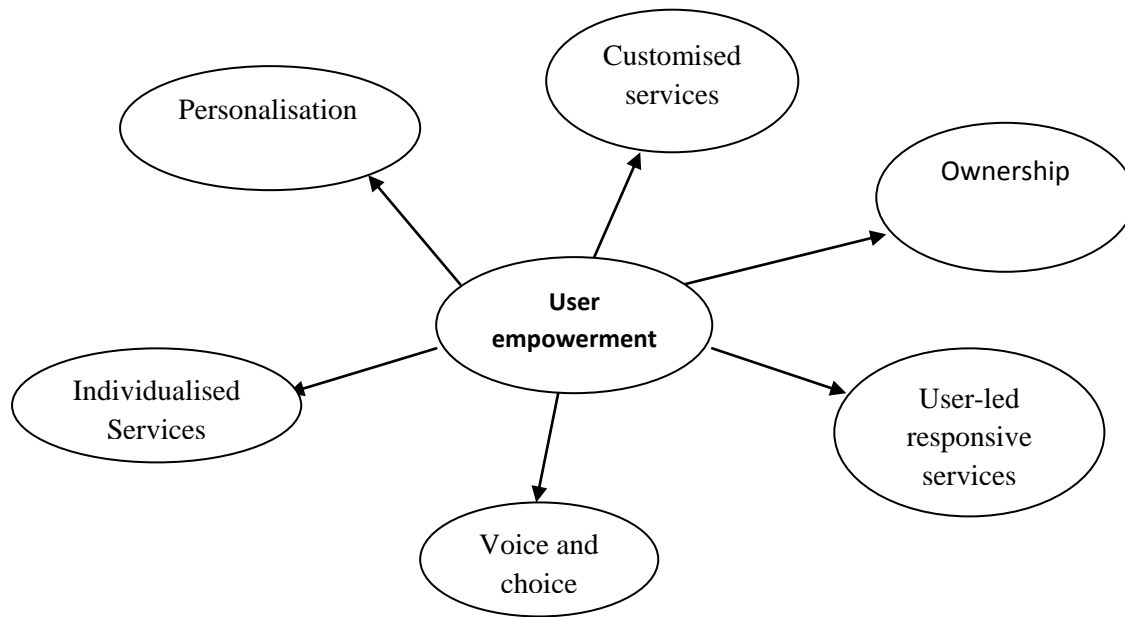 Customised
services
Personalisation
Ownership
User
empowerment
Individualised
Services
User-led
responsive
services
Voice and
choice